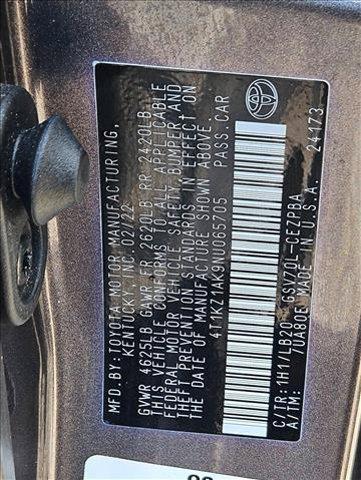 MFD. BY: TOYOTA MOTOR MANUFACTURING,
KENTUCKY, INC. 02/22
GVWR 4625LB GAWR FR 2620LB RR 2420LB
THIS VEHICLE CONFORMS TO ALL APPLICABLE
FEDERAL MOTOR VEHICLE SAFETY, BUMPER, AND
THEFT PREVENTION STANDARDS IN EFFECT ON
THE DATE OF MANUFACTURE SHOWN ABOVE.
4T1KZ1AK9NU065705 PASS.CAR
C/TR: 1H1/LB20 GSV70L-CEZPBA
A/TM: 7UA80E MADE IN U.S.A. 24173